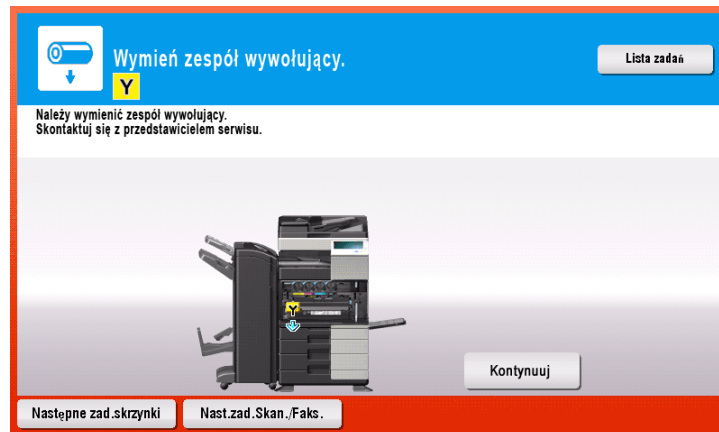 Wymień zespół wywołujący.
Y
Lista zadań
Należy wymienić zespół wywołujący.
Skontaktuj się z przedstawicielem serwisu.
Y
Kontynuuj
Następne zad.skrzynki
Nast.zad.Skan./Faks.